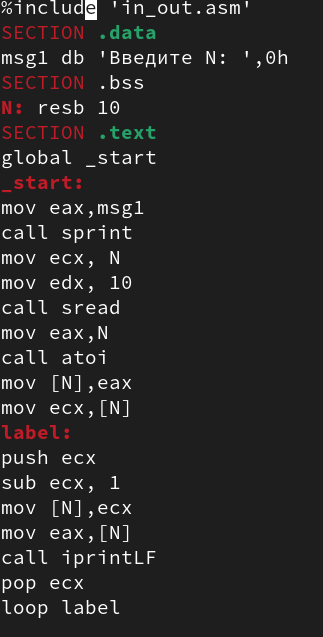 %include 'in_out.asm'
SECTION .data
msg1 db 'Введите N: ',0h
SECTION .bss
N: resb 10
SECTION .text
global _start
_start:
mov eax,msg1
call sprint
mov ecx, N
mov edx, 10
call sread
mov eax,N
call atoi
mov [N],eax
mov ecx,[N]
label:
push ecx
sub ecx, 1
mov [N],ecx
mov eax,[N]
call iprintLF
pop ecx
loop label